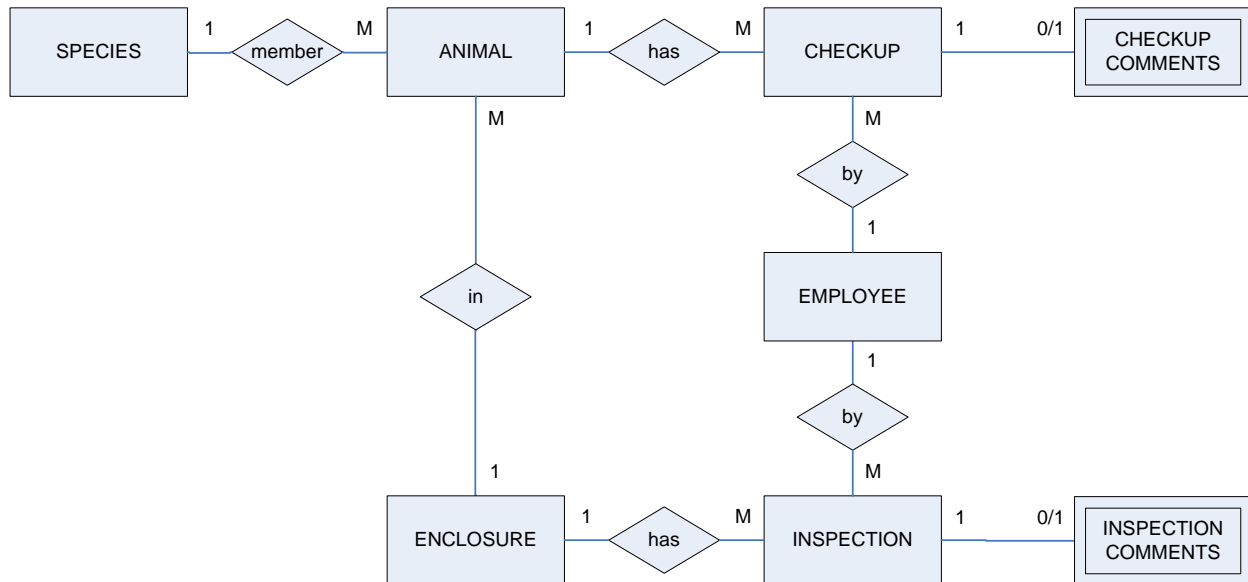 1 M 1 M 1 0/1
SPECIES member ANIMAL has CHECKUP CHECKUP
COMMENTS
M M
by
1
in EMPLOYEE
1
by
1 M
1 M 1 0/1
ENCLOSURE has INSPECTION INSPECTION
COMMENTS